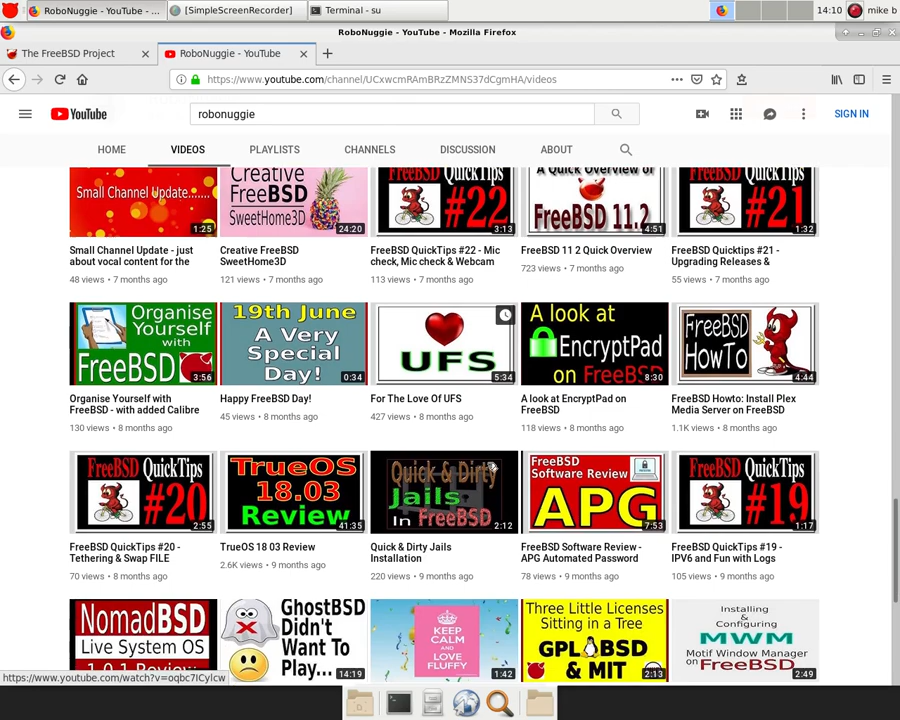 RoboNuggie - YouTube - ...
[SimpleScreenRecorder]
Terminal - su
14:10
mike b
RoboNuggie - YouTube - Mozilla Firefox
The FreeBSD Project
RoboNuggie - YouTube
https://www.youtube.com/channel/UCxwcmRAmBRzZMNS37dCgmHA/videos
YouTube
robonuggie
SIGN IN
HOME
VIDEOS
PLAYLISTS
CHANNELS
DISCUSSION
ABOUT
Small Channel Update.......
1:25
Creative
FreeBSD
SweetHome3D
24:20
#22
3:13
A Quick Overview of
FreeBSD 11.2
4:51
#21
1:32
Small Channel Update - just
about vocal content for the
48 views • 7 months ago
Creative FreeBSD
SweetHome3D
121 views • 7 months ago
FreeBSD QuickTips #22 - Mic
check, Mic check & Webcam
113 views • 7 months ago
FreeBSD 11 2 Quick Overview
723 views • 7 months ago
FreeBSD Quicktips #21 -
Upgrading Releases &
55 views • 7 months ago
Organise
Yourself
with
FreeBSD
3:56
19th June
A Very
Special
Day!
0:34
UFS
5:34
A look at
EncryptPad
on FreeBSD
8:30
FreeBSD
HowTo
4:44
Organise Yourself with
FreeBSD - with added Calibre
130 views • 8 months ago
Happy FreeBSD Day!
45 views • 8 months ago
For The Love Of UFS
427 views • 8 months ago
A look at EncryptPad on
FreeBSD
118 views • 8 months ago
FreeBSD Howto: Install Plex
Media Server on FreeBSD
1.1K views • 8 months ago
FreeBSD QuickTips
#20
2:55
TrueOS
18.03
Review
41:35
Quick & Dirty
Jails
In FreeBSD
2:12
FreeBSD
Software Review
APG
7:53
FreeBSD QuickTips
#19
1:17
FreeBSD QuickTips #20 -
Tethering & Swap FILE
70 views • 8 months ago
TrueOS 18 03 Review
2.6K views • 9 months ago
Quick & Dirty Jails
Installation
220 views • 9 months ago
FreeBSD Software Review -
APG Automated Password
78 views • 9 months ago
FreeBSD QuickTips #19 -
IPV6 and Fun with Logs
105 views • 9 months ago
NomadBSD
Live System OS
1.0.1 Review
GhostBSD
Didn't
Want To
Play...
14:19
KEEP
CALM
AND
LOVE
FLUFFY
1:42
Three Little Licenses
Sitting in a Tree
GPL BSD
& MIT
2:13
Installing
&
Configuring
MWM
Motif Window Manager
on FreeBSD
2:49
https://www.youtube.com/watch?v=oqbc7ICyIcw